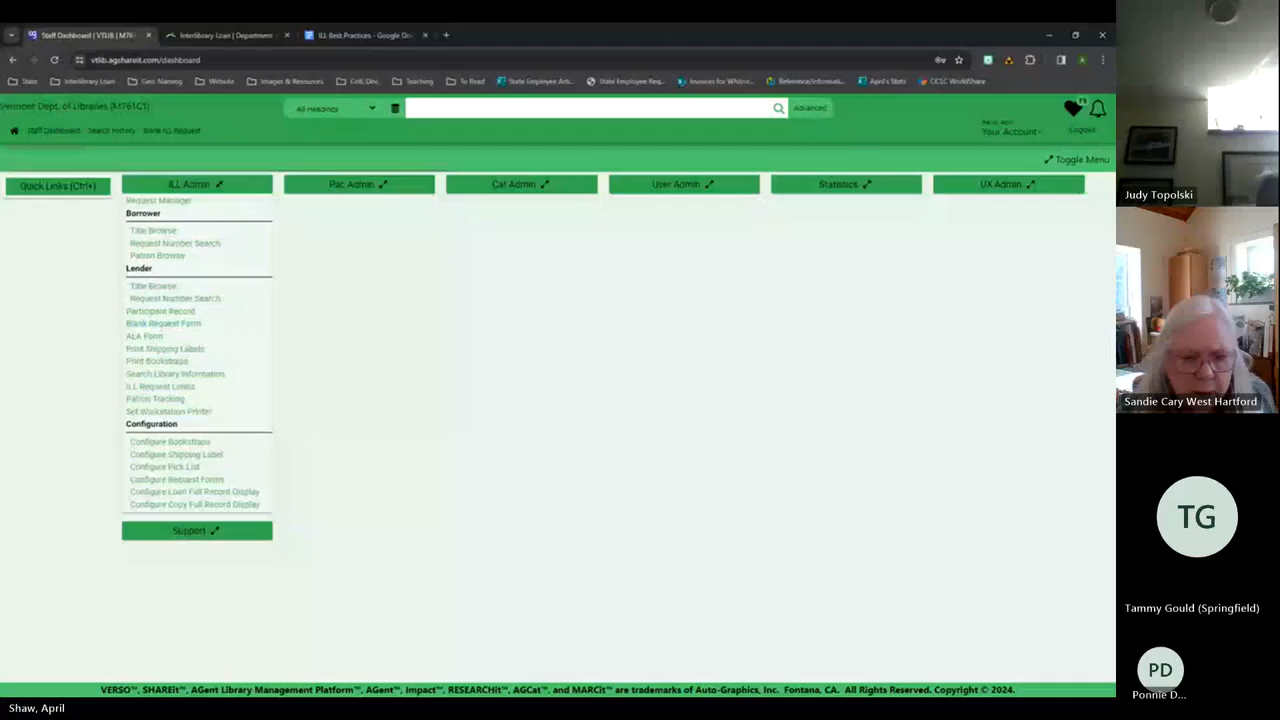 Staff Dashboard ( VTLIB ) ( M761
Interlibrary Loan | Department
ILL Best Practices - Google Do
vtlib.agshareit.com/dashboard
State
Interlibrary Loan
Geo. Naming
Website
Images & Resources
Coll. Dev.
Teaching
To Read
State Employee Req...
April's Stats
OCLC WorldShare
Vermont Dept. of Libraries (M761C1)
All Headings
Advanced
Staff Dashboard
Search History
Blank ILL Request
Your Account
Logout
Toggle Menu
Quick Links (Ctrl+)
ILL Admin
Pac Admin
Cat Admin
User Admin
Statistics
UX Admin
Request Manager
Borrower
Title Browse
Request Number Search
Patron Browse
Lender
Title Browse
Request Number Search
Participant Record
Blank Request Form
ALA Form
Print Shipping Labels
Print Bookstraps
Search Library Information
ILL Request Limits
Patron Tracking
Set Workstation Printer
Configuration
Configure Bookstraps
Configure Shipping Label
Configure Pick List
Configure Request Forms
Configure Loan Full Record Display
Configure Copy Full Record Display
Support
VERSO™, SHAREit™, AGent Library Management Platform™, AGent™, Impact™, RESEARCHit™, AGCat™, and MARCit™ are trademarks of Auto-Graphics, Inc. Fontana, CA. All Rights Reserved. Copyright © 2024.
Shaw, April
Judy Topolski
Sandie Cary West Hartford
TG
Tammy Gould (Springfield)
PD
Ponnie D...